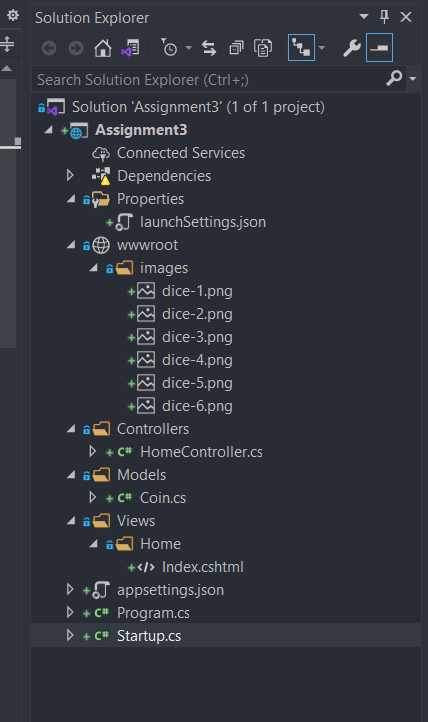 Solution Explorer
Search Solution Explorer (Ctrl+;)
Solution 'Assignment3' (1 of 1 project)
Assignment3
Connected Services
Dependencies
Properties
launchSettings.json
wwwroot
images
dice-1.png
dice-2.png
dice-3.png
dice-4.png
dice-5.png
dice-6.png
Controllers
C# HomeController.cs
Models
C# Coin.cs
Views
Home
Index.cshtml
appsettings.json
C# Program.cs
C# Startup.cs